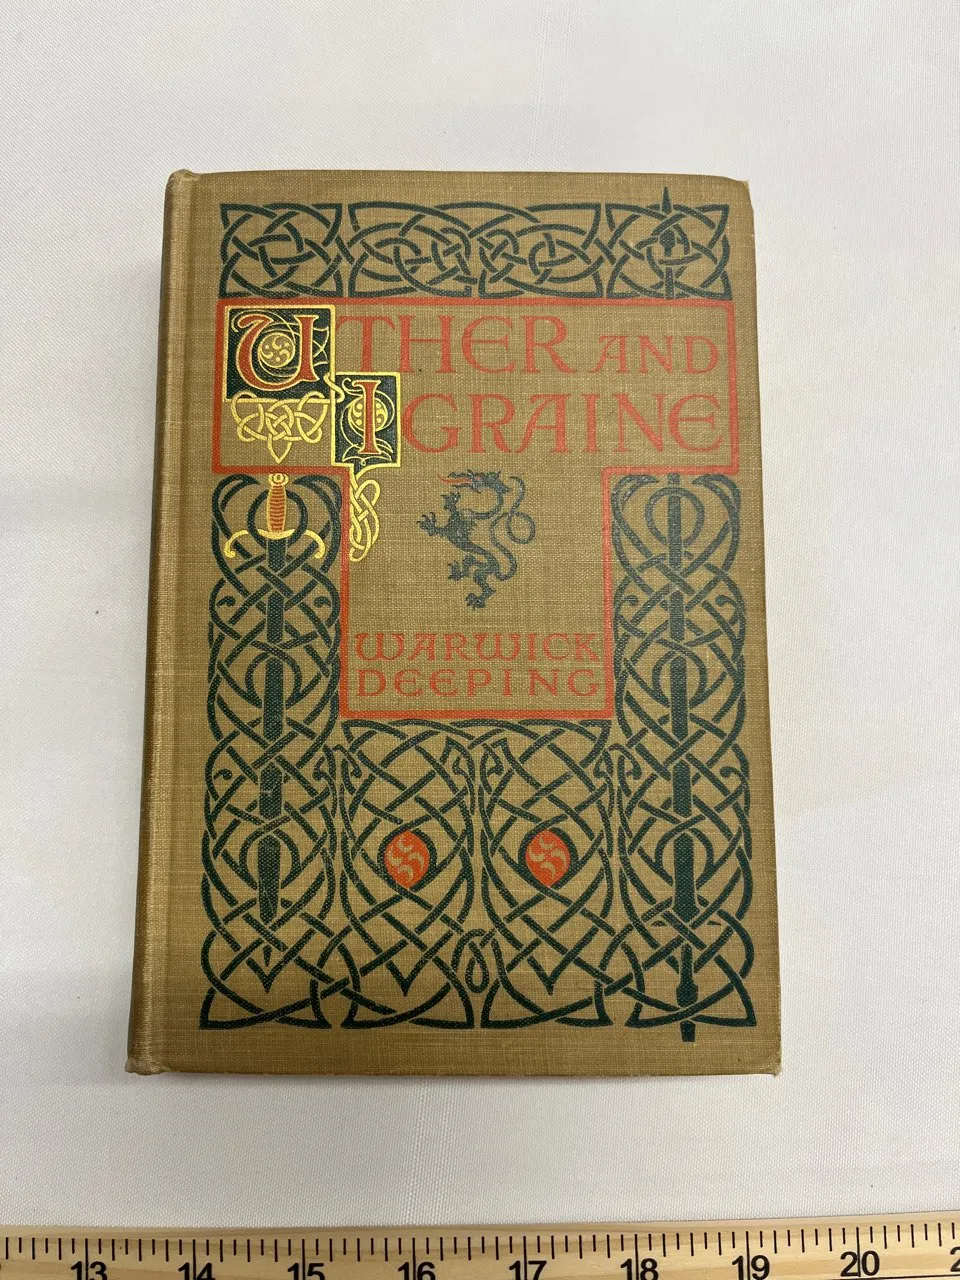 UTHER AND
IGRAINE
WARWICK
DEEPING
13 14 15 16 17 18 19 20